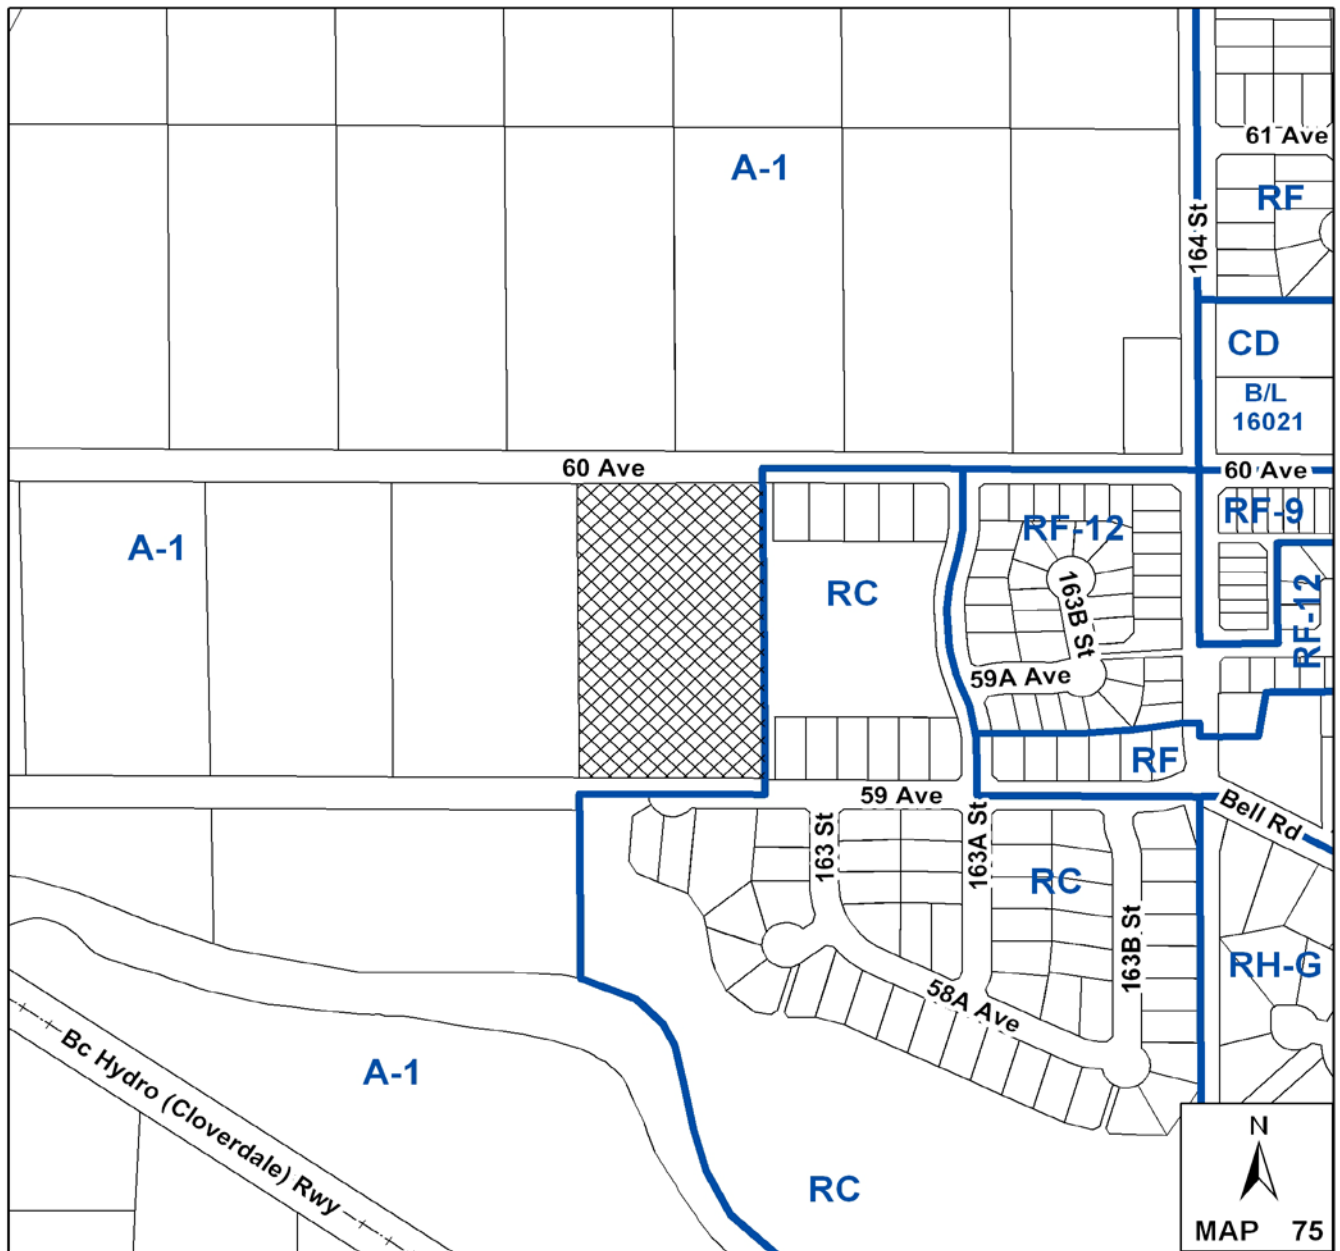 61 Ave
A-1
RF
164 St
CD
B/L
16021
60 Ave
60 Ave
RF-9
RF-12
A-1
RC
163B St
RF-12
59A Ave
RF
59 Ave
Bell Rd
163 St
163A St
RC
163B St
RH-G
58A Ave
Bc Hydro (Cloverdale) Rwy
A-1
RC
N
MAP 75